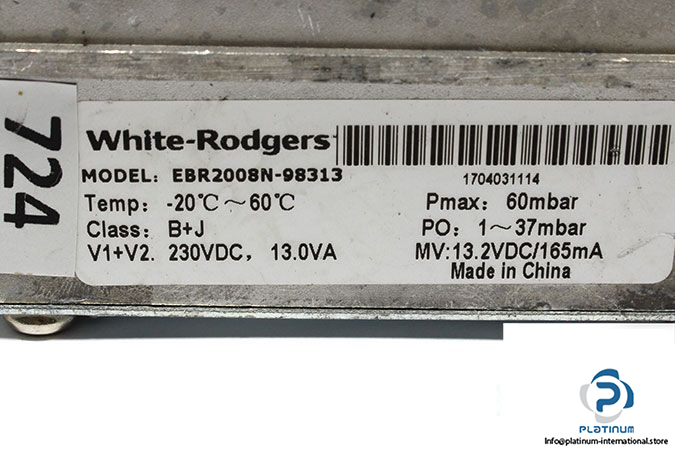 724
White-Rodgers
MODEL: EBR2008N-98313
1704031114
Temp: -20℃～60℃
Pmax: 60mbar
Class: B+J
PO: 1～37mbar
V1+V2. 230VDC, 13.0VA
MV:13.2VDC/165mA
Made in China
PLATINUM
Info@platinum-international.store